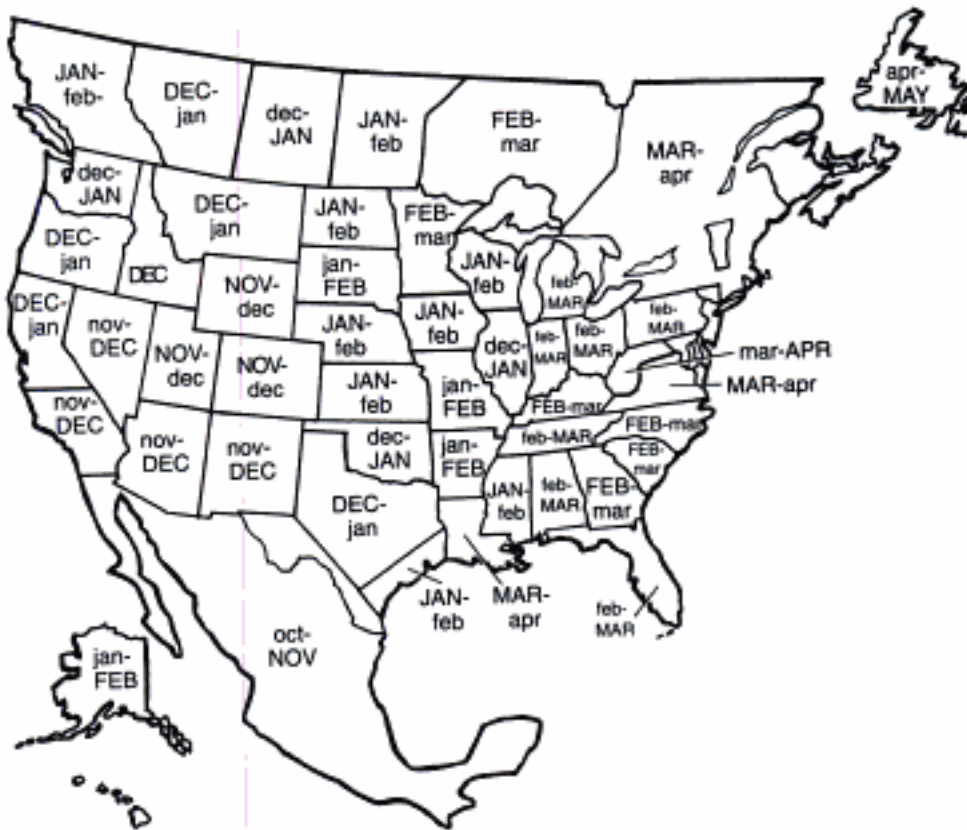 apr-
MAY
JAN-
feb-
DEC-
jan
dec-
JAN
JAN-
feb
FEB-
mar
MAR-
apr
dec-
JAN
DEC-
jan
JAN-
feb
FEB-
mar
DEC-
jan
DEC
NOV-
dec
jan-
FEB
JAN-
feb
feb-
MAR
DEC-
jan
nov-
DEC
NOV-
dec
NOV-
dec
JAN-
feb
JAN-
feb
dec-
JAN
feb-
MAR
feb-
MAR
feb-
MAR
mar-APR
MAR-apr
nov-
DEC
JAN-
feb
jan-
FEB
FEB-mar
nov-
DEC
nov-
DEC
dec-
JAN
jan-
FEB
feb-MAR
FEB-mar
FEB-
mar
DEC-
jan
JAN-
feb
feb-
MAR
FEB-
mar
JAN-
feb
MAR-
apr
feb-
MAR
oct-
NOV
jan-
FEB